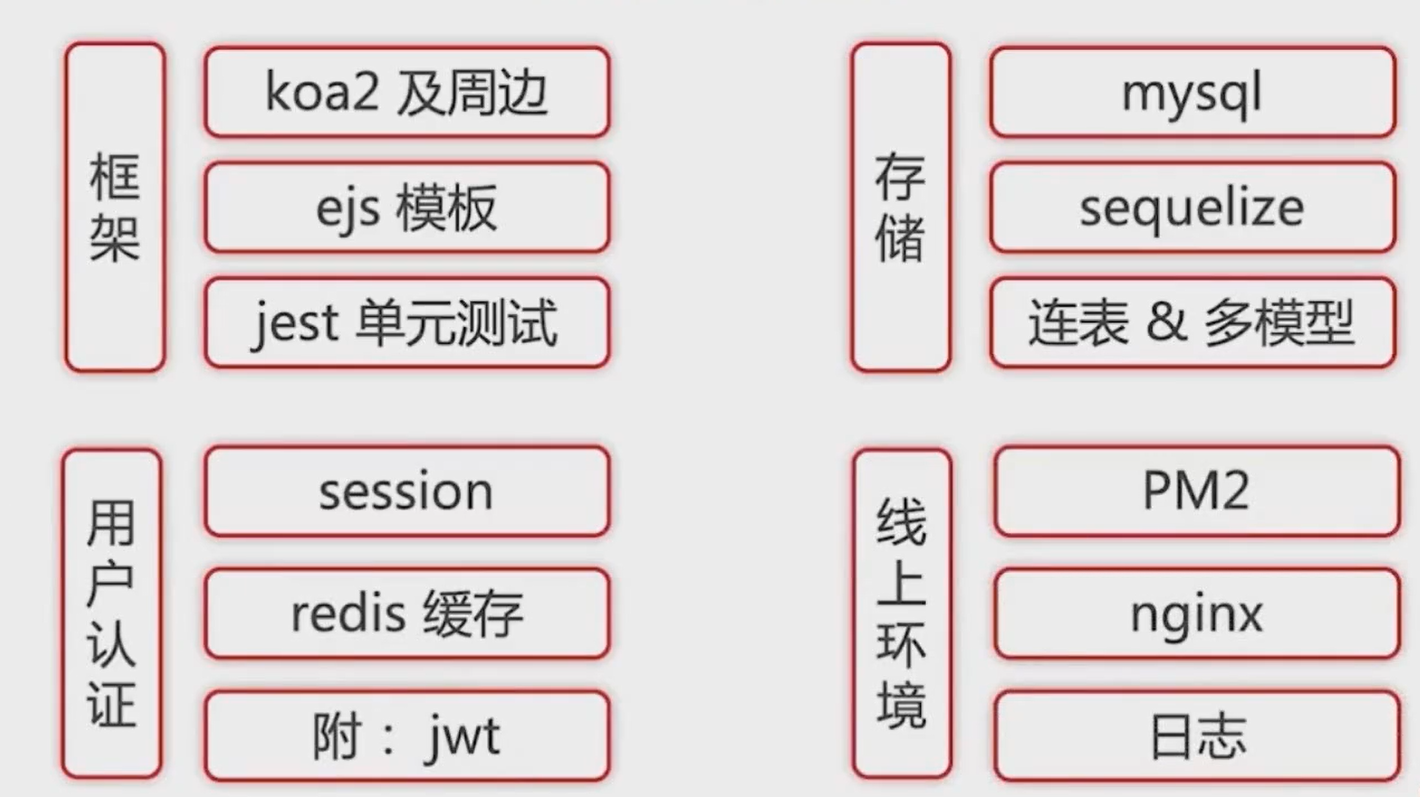 框架
koa2 及周边
ejs 模板
jest 单元测试
存储
mysql
sequelize
连表 & 多模型
用户认证
session
redis 缓存
附： jwt
线上环境
PM2
nginx
日志